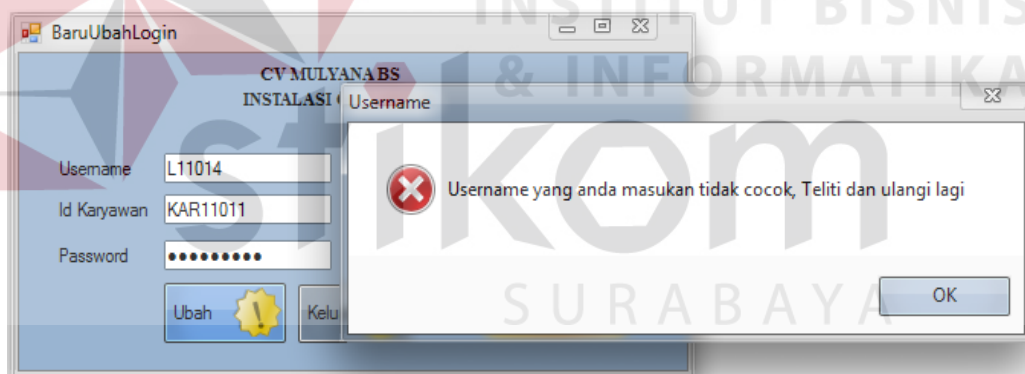 INSTITUT BISNIS
& INFORMATIKA
stikom
SURABAYA
BaruUbahLogin
CV MULYANA BS
INSTALASI
Username
L11014
Id Karyawan
KAR11011
Password
Ubah
Kelu
Username
Username yang anda masukan tidak cocok, Teliti dan ulangi lagi
OK